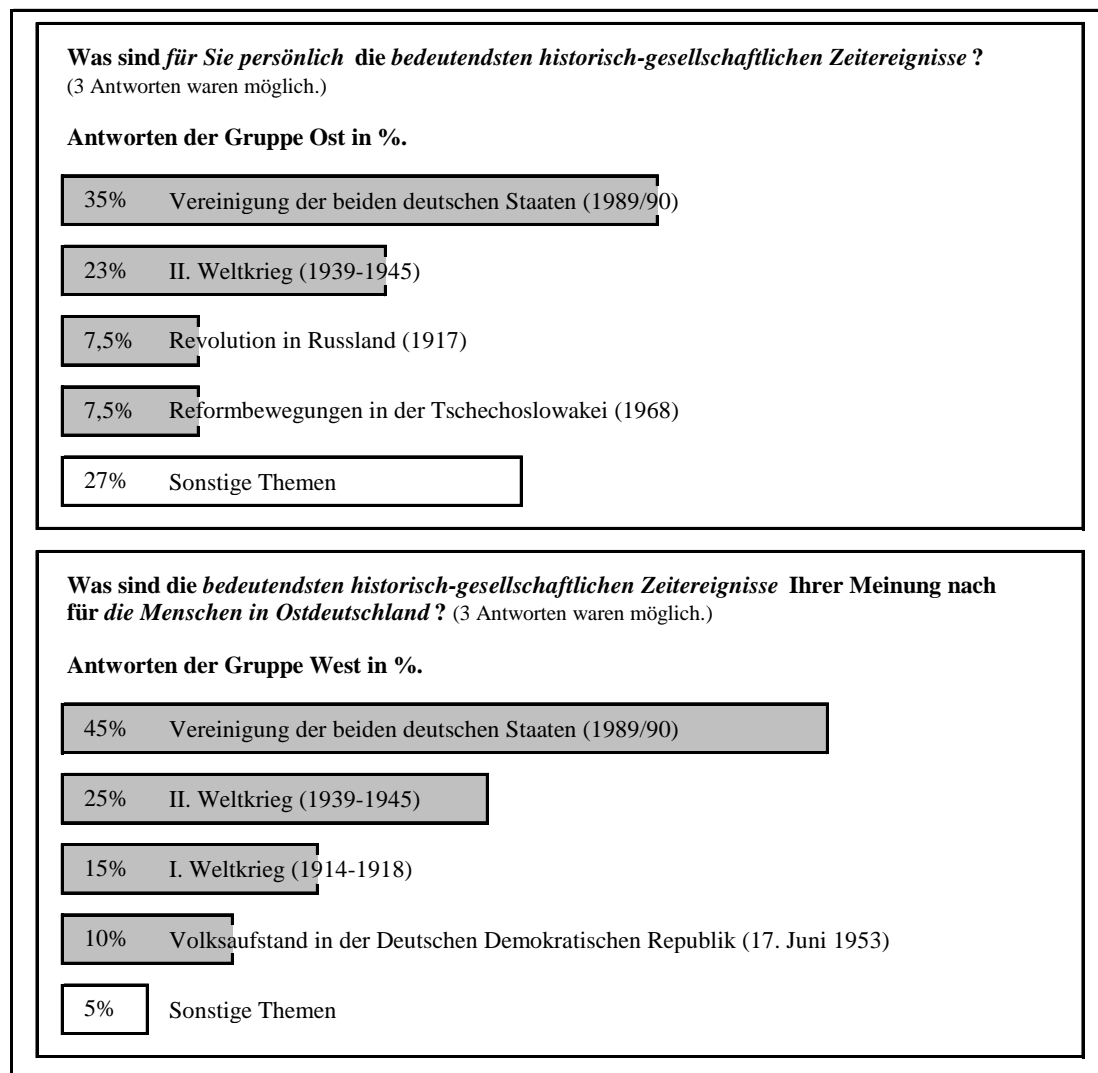 Was sind für Sie persönlich die bedeutendsten historisch-gesellschaftlichen Zeitereignisse ?
(3 Antworten waren möglich.)
Antworten der Gruppe Ost in %.
35% Vereinigung der beiden deutschen Staaten (1989/90)
23% II. Weltkrieg (1939-1945)
7,5% Revolution in Russland (1917)
7,5% Reformbewegungen in der Tschechoslowakei (1968)
27% Sonstige Themen
Was sind die bedeutendsten historisch-gesellschaftlichen Zeitereignisse Ihrer Meinung nach
für die Menschen in Ostdeutschland ? (3 Antworten waren möglich.)
Antworten der Gruppe West in %.
45% Vereinigung der beiden deutschen Staaten (1989/90)
25% II. Weltkrieg (1939-1945)
15% I. Weltkrieg (1914-1918)
10% Volksaufstand in der Deutschen Demokratischen Republik (17. Juni 1953)
5% Sonstige Themen